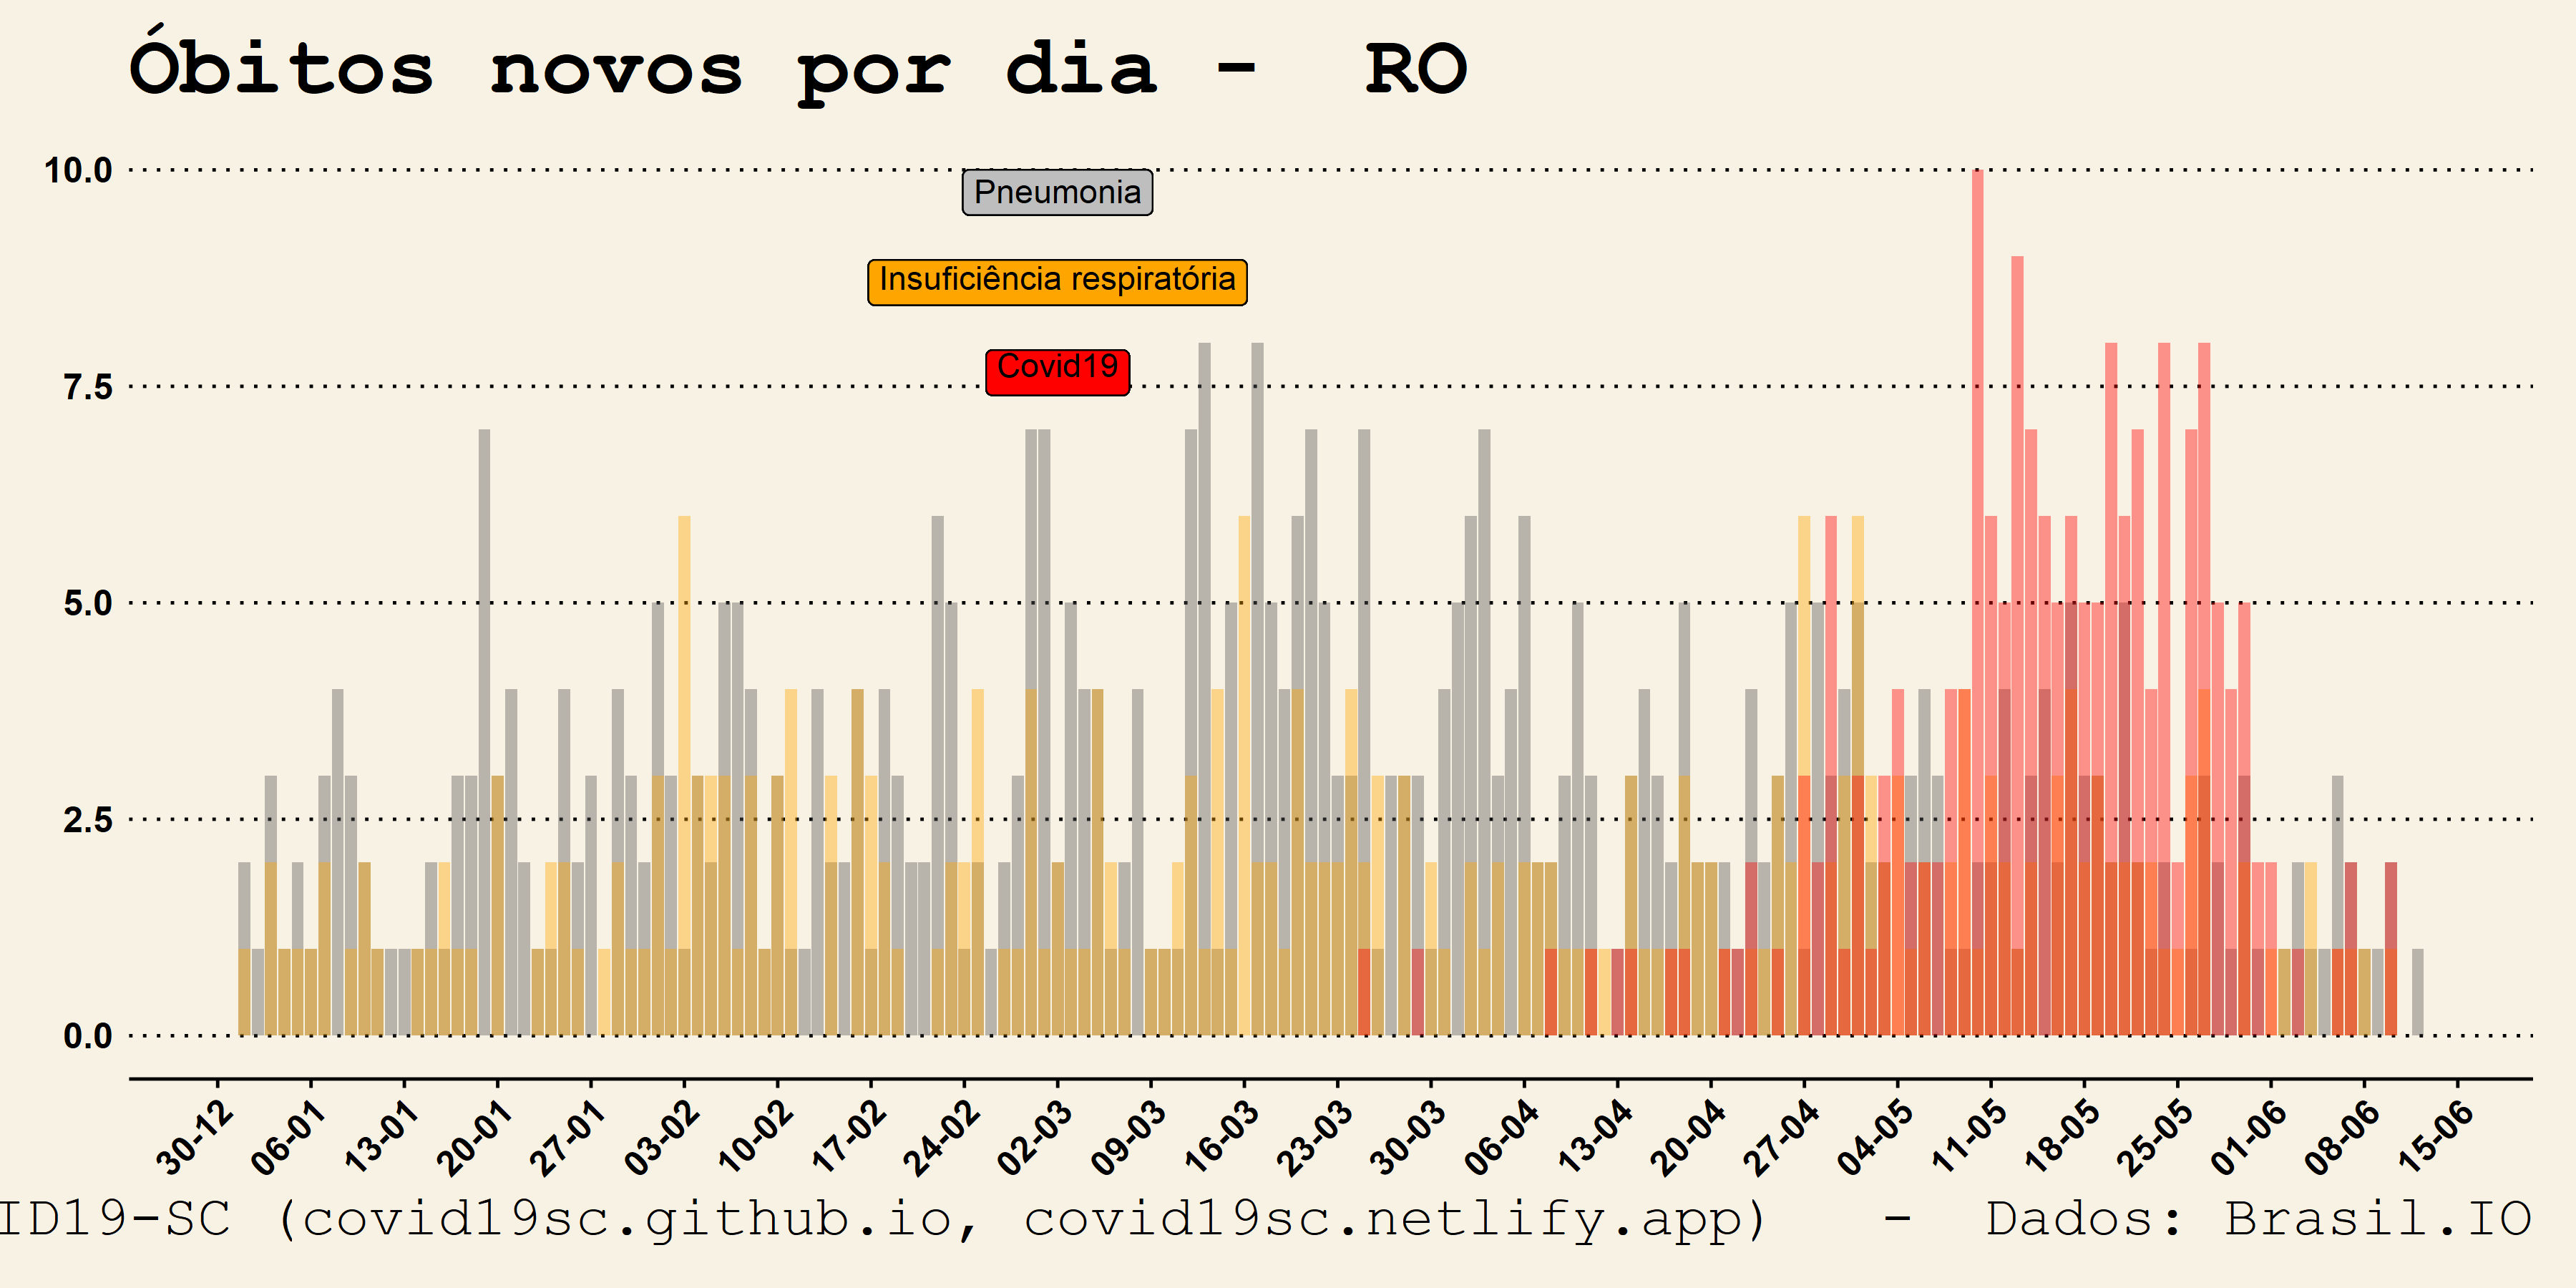 Óbitos novos por dia - RO
10.0
Pneumonia
Insuficiência respiratória
Covid19
7.5
5.0
2.5
0.0
30-12 06-01 13-01 20-01 27-01 03-02 10-02 17-02 24-02 02-03 09-03 16-03 23-03 30-03 06-04 13-04 20-04 27-04 04-05 11-05 18-05 25-05 01-06 08-06 15-06
ID19-SC (covid19sc.github.io, covid19sc.netlify.app) - Dados: Brasil.IO